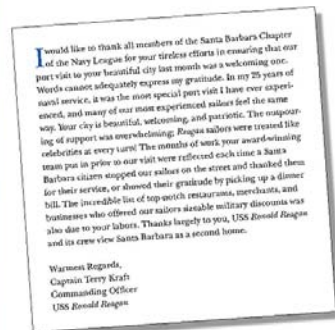 I would like to thank all members of the Santa Barbara Chapter
of the Navy League for your tireless efforts in ensuring that our
port visit to your beautiful city last month was a welcoming one.
Words cannot adequately express my gratitude. In my 25 years of
naval service, it was the most special port visit I have ever experi-
enced, and many of our most experienced sailors feel the same
way. Your city is beautiful, welcoming, and patriotic. The outpour-
ing of support was overwhelming; Reagan sailors were treated like
celebrities at every turn! The months of work your award-winning
team put in prior to our visit were reflected each time a Santa
Barbara citizen stopped our sailors on the street and thanked them
for their service, or showed their gratitude by picking up a dinner
bill. The incredible list of top-notch restaurants, merchants, and
businesses who offered our sailors sizeable military discounts was
also due to your labors. Thanks largely to you, USS Ronald Reagan
and its crew view Santa Barbara as a second home.
Warmest Regards,
Captain Terry Kraft
Commanding Officer
USS Ronald Reagan